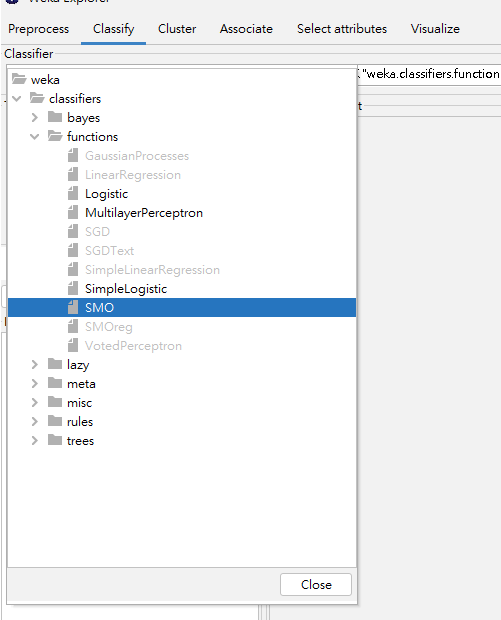 Weka Explorer
Preprocess Classify Cluster Associate Select attributes Visualize
Classifier
weka
"weka.classifiers.function
classifiers
bayes
functions
GaussianProcesses
LinearRegression
Logistic
MultilayerPerceptron
SGD
SGDText
SimpleLinearRegression
SimpleLogistic
SMO
SMOreg
VotedPerceptron
lazy
meta
misc
rules
trees
Close